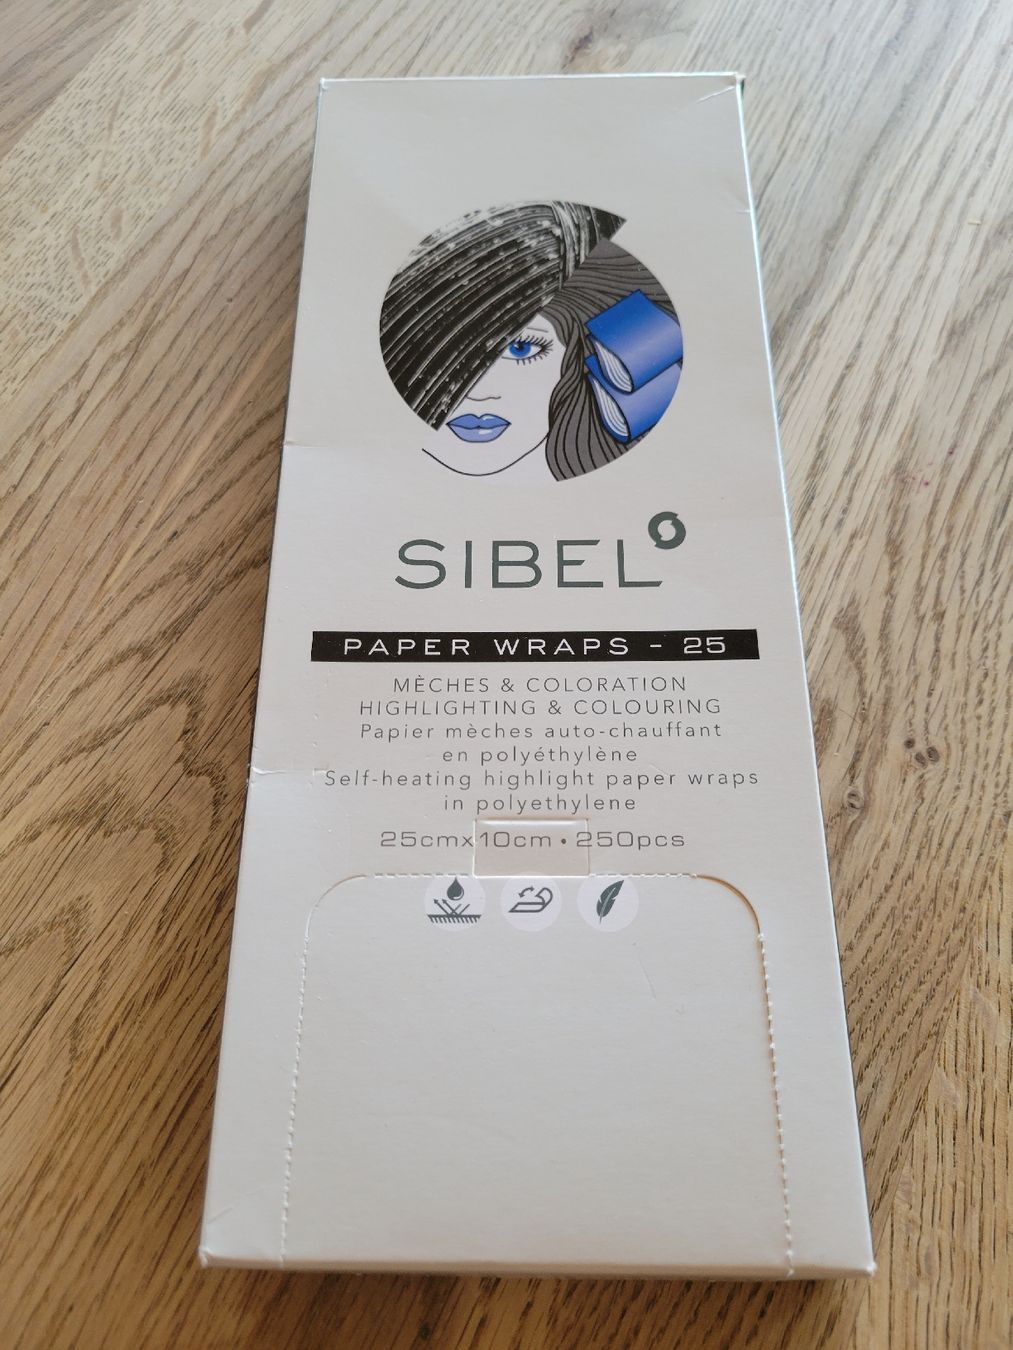 SIBEL
PAPER WRAPS - 25
MÈCHES & COLORATION
HIGHLIGHTING & COLOURING
Papier mèches auto-chauffant
en polyéthylène
Self-heating highlight paper wraps
in polyethylene
25cmx10cm • 250pcs